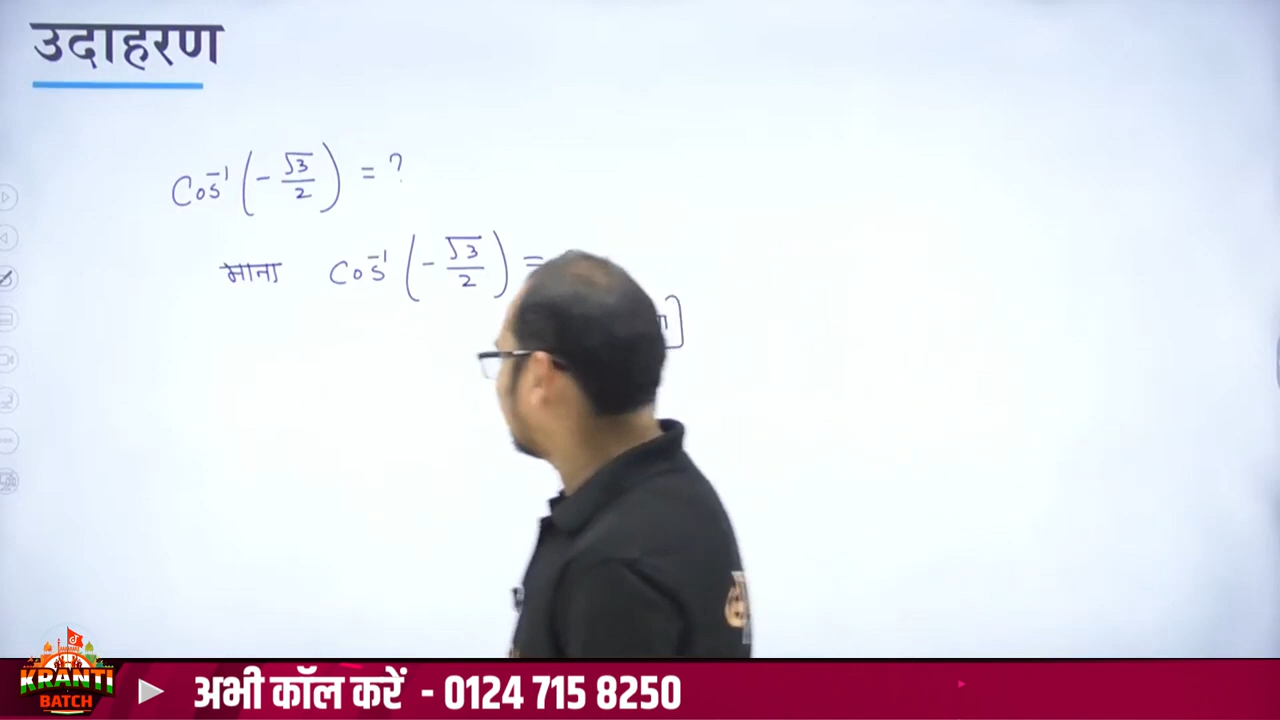 उदाहरण
Cos⁻¹ (-√3/2) = ?
माना Cos⁻¹ (-√3/2) =
]
KRANTI
BATCH
अभी कॉल करें - 0124 715 8250